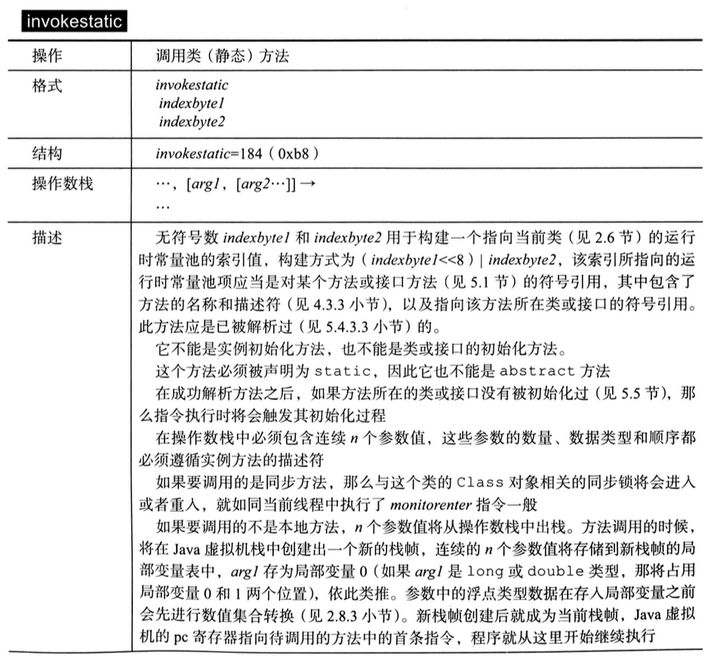 invokestatic
操作 调用类（静态）方法
格式 invokestatic
indexbyte1
indexbyte2
结构 invokestatic=184（0xb8）
操作数栈 …，[arg1，[arg2…]] →
…
描述 无符号数 indexbyte1 和 indexbyte2 用于构建一个指向当前类（见 2.6 节）的运行
时常量池的索引值，构建方式为（indexbyte1<<8）| indexbyte2，该索引所指向的运
行时常量池项应当是对某个方法或接口方法（见 5.1 节）的符号引用，其中包含了
方法的名称和描述符（见 4.3.3 小节），以及指向该方法所在类或接口的符号引用。
此方法应是已被解析过（见 5.4.3.3 小节）的。
它不能是实例初始化方法，也不能是类或接口的初始化方法。
这个方法必须被声明为 static，因此它也不能是 abstract 方法
在成功解析方法之后，如果方法所在的类或接口没有被初始化过（见 5.5 节），那
么指令执行时将会触发其初始化过程
在操作数栈中必须包含连续 n 个参数值，这些参数的数量、数据类型和顺序都
必须遵循实例方法的描述符
如果要调用的是同步方法，那么与这个类的 Class 对象相关的同步锁将会进入
或者重入，就如同当前线程中执行了 monitorenter 指令一般
如果要调用的不是本地方法，n 个参数值将从操作数栈中出栈。方法调用的时候，
将在 Java 虚拟机栈中创建出一个新的栈帧，连续的 n 个参数值将存储到新栈帧的局
部变量表中，arg1 存为局部变量 0（如果 arg1 是 long 或 double 类型，那将占用
局部变量 0 和 1 两个位置），依此类推。参数中的浮点类型数据在存入局部变量之前
会先进行数值集合转换（见 2.8.3 小节）。新栈帧创建后就成为当前栈帧，Java 虚拟
机的 pc 寄存器指向待调用的方法中的首条指令，程序就从这里开始继续执行